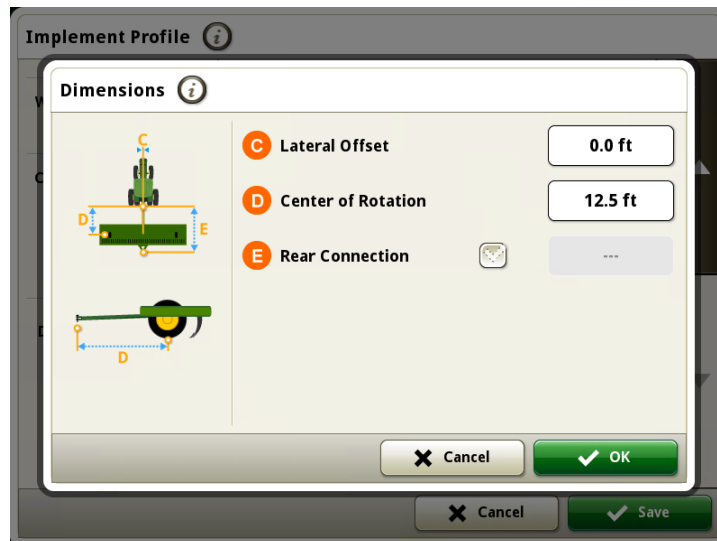 Implement Profile
i
Dimensions
i
C
C Lateral Offset 0.0 ft
D Center of Rotation 12.5 ft
D
E
E Rear Connection ---
D
Cancel
OK
Cancel
Save